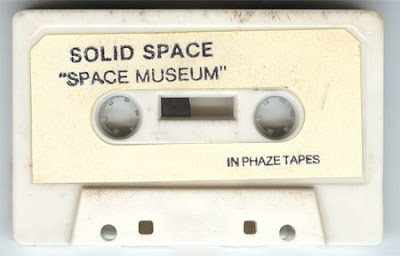 SOLID SPACE
"SPACE MUSEUM"
IN PHAZE TAPES